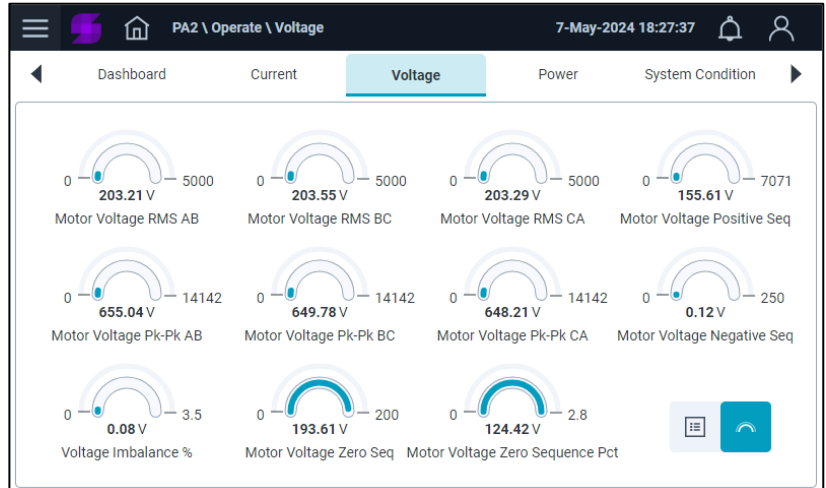 PA2 \ Operate \ Voltage 7-May-2024 18:27:37
Dashboard Current Voltage Power System Condition
0 5000 0 5000 0 5000 0 7071
203.21 V 203.55 V 203.29 V 155.61 V
Motor Voltage RMS AB Motor Voltage RMS BC Motor Voltage RMS CA Motor Voltage Positive Seq
0 14142 0 14142 0 14142 0 250
655.04 V 649.78 V 648.21 V 0.12 V
Motor Voltage Pk-Pk AB Motor Voltage Pk-Pk BC Motor Voltage Pk-Pk CA Motor Voltage Negative Seq
0 3.5 0 200 0 2.8
0.08 V 193.61 V 124.42 V
Voltage Imbalance % Motor Voltage Zero Seq Motor Voltage Zero Sequence Pct